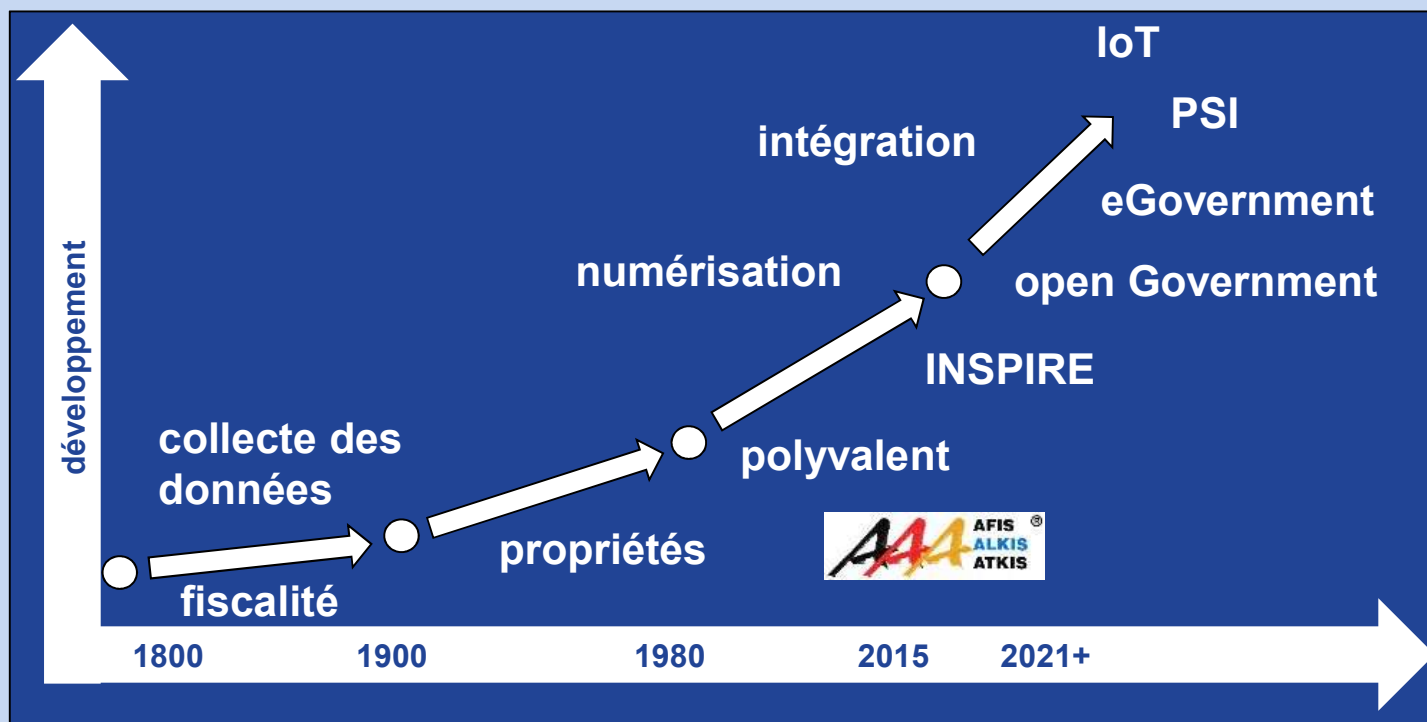 IoT
PSI
intégration
eGovernment
numérisation
open Government
INSPIRE
développement
collecte des
données
polyvalent
propriétés
AAA AFIS ®
ALKIS
ATKIS
fiscalité
1800 1900 1980 2015 2021+